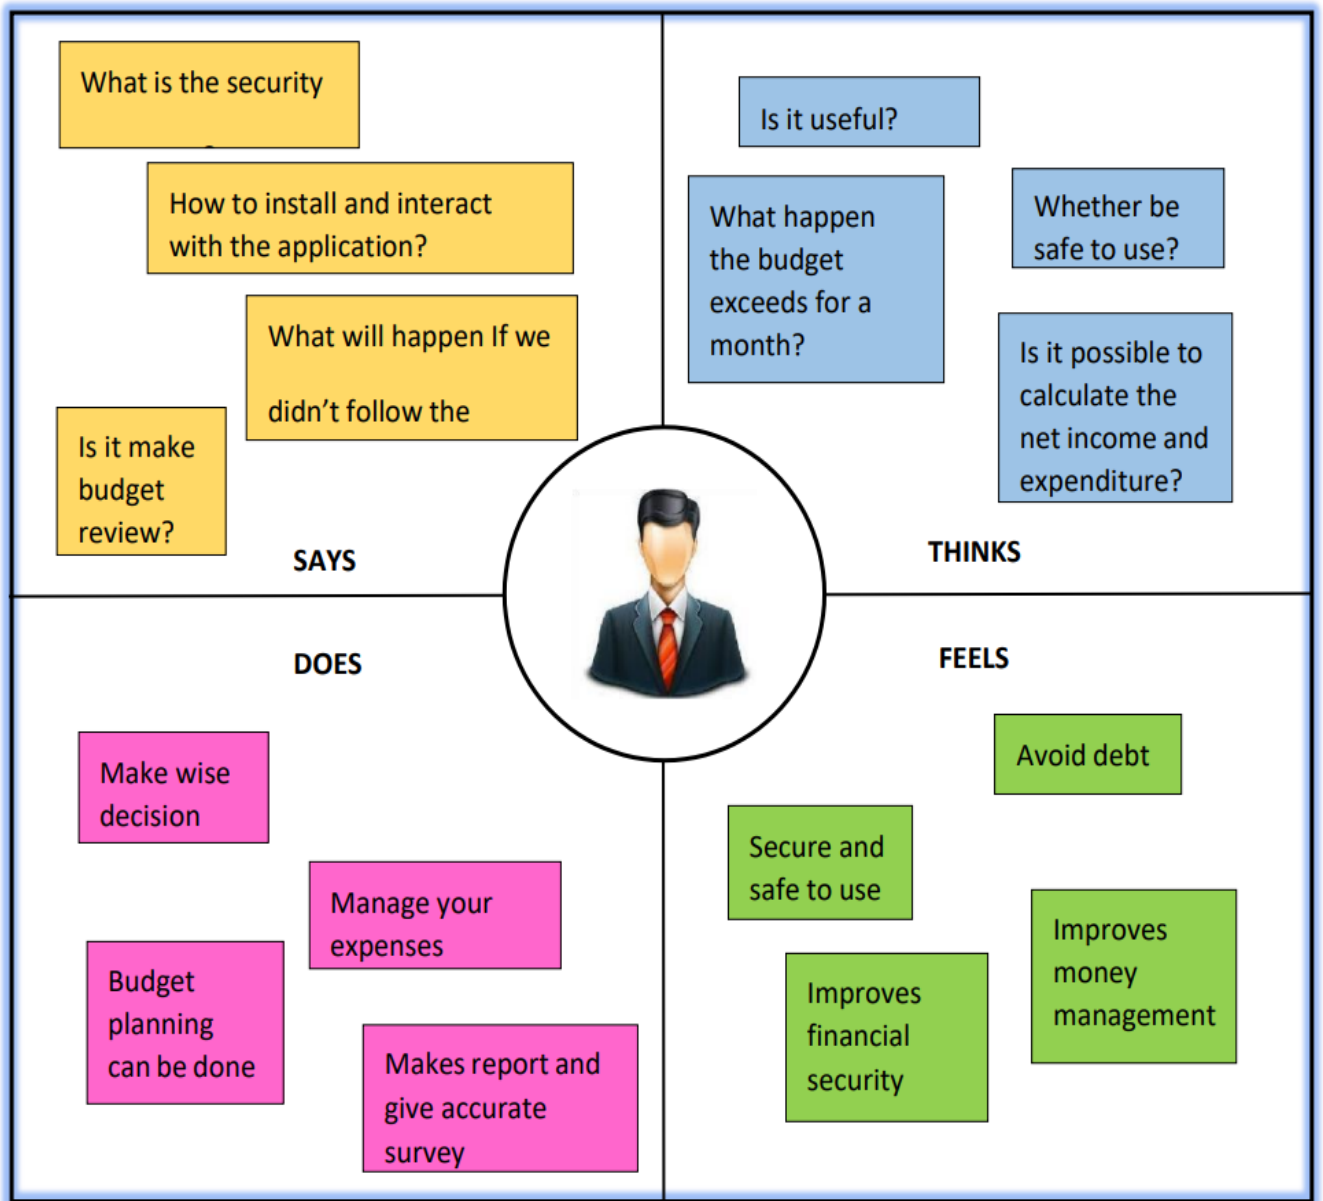 What is the security
How to install and interact
with the application?
What will happen If we
didn't follow the
Is it make
budget
review?
SAYS
Is it useful?
What happen
the budget
exceeds for a
month?
Whether be
safe to use?
Is it possible to
calculate the
net income and
expenditure?
THINKS
DOES
Make wise
decision
Manage your
expenses
Budget
planning
can be done
Makes report and
give accurate
survey
FEELS
Avoid debt
Secure and
safe to use
Improves
money
management
Improves
financial
security